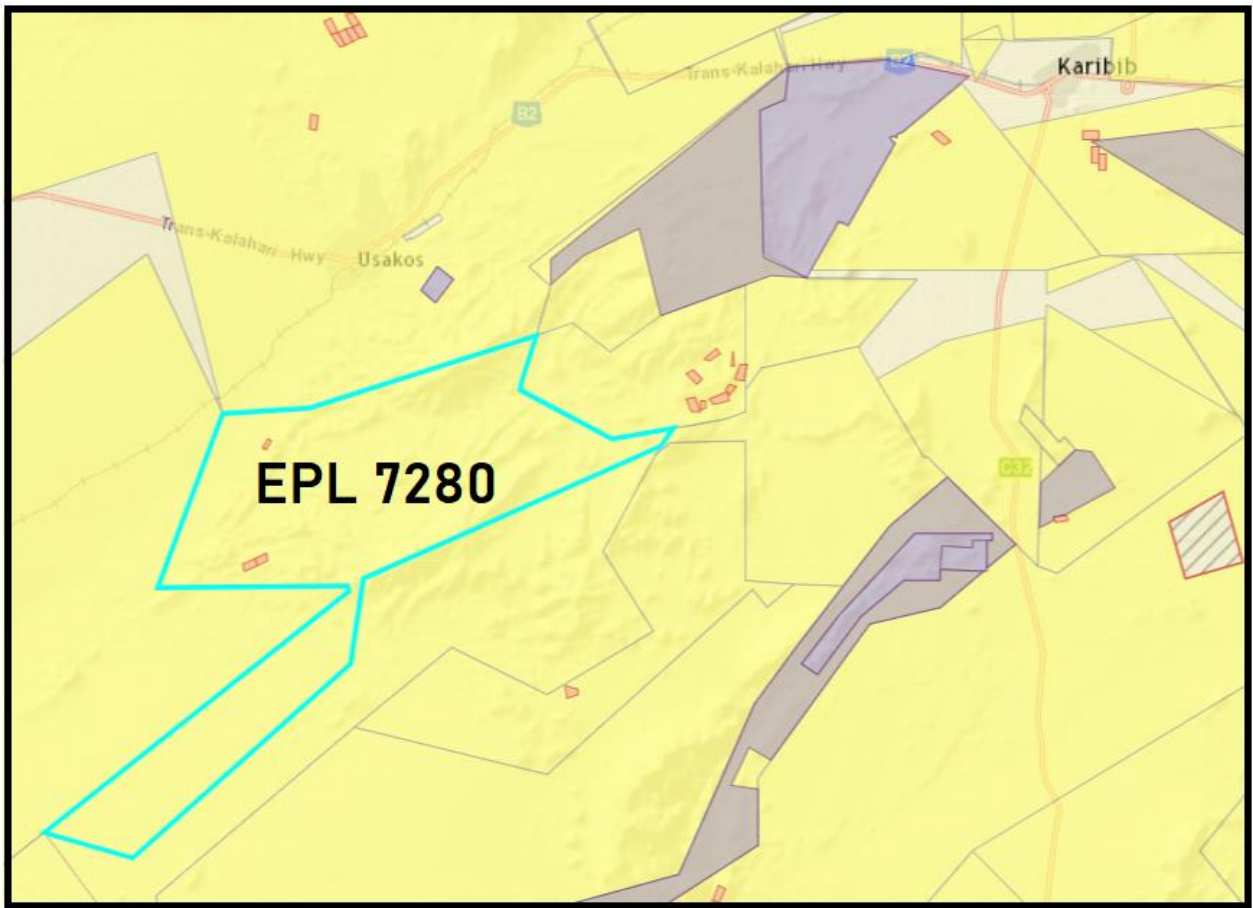 Karibib
Trans-Kalahari Hwy
B2
B2
Trans-Kalahari Hwy
Usakos
C32
EPL 7280